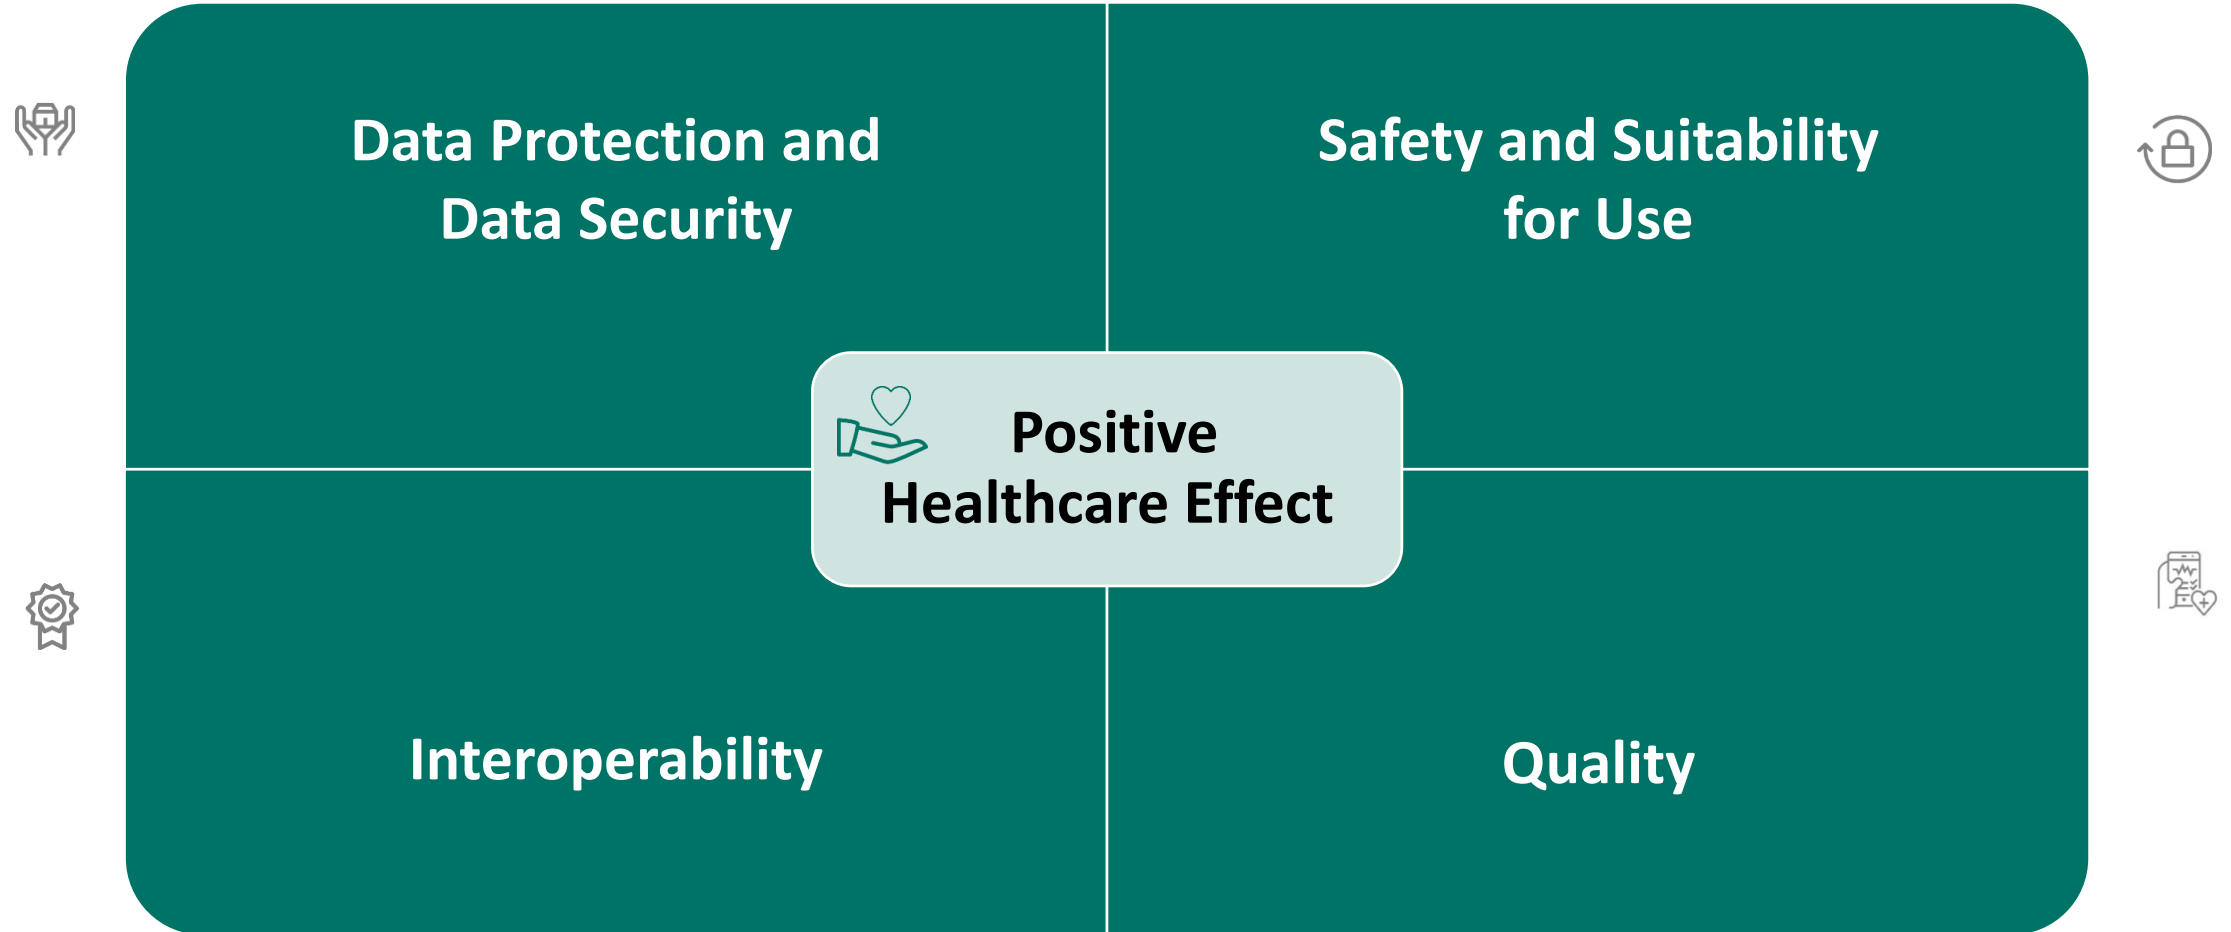 Data Protection and
Data Security
Safety and Suitability
for Use
Positive
Healthcare Effect
Interoperability
Quality